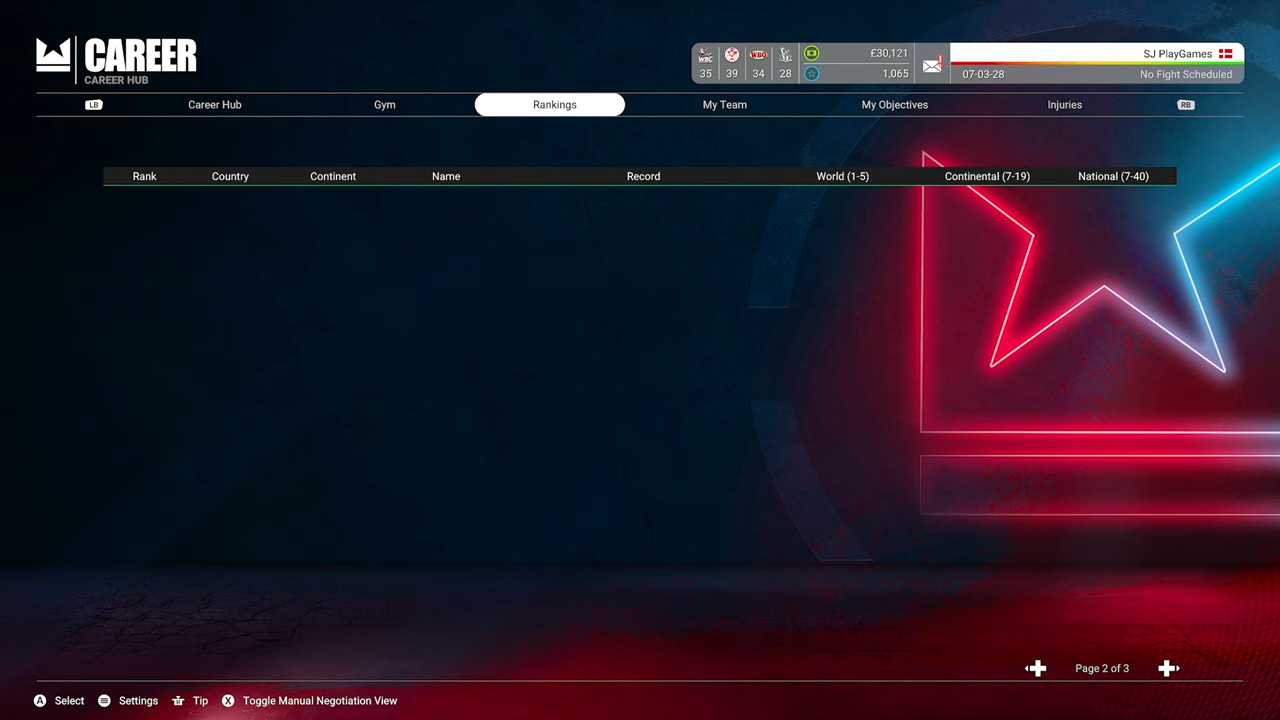 CAREER
CAREER HUB
WBC
WBO
35
39
34
28
£30,121
1,065
SJ PlayGames
07-03-28
No Fight Scheduled
LB
Career Hub
Gym
Rankings
My Team
My Objectives
Injuries
RB
Rank
Country
Continent
Name
Record
World (1-5)
Continental (7-19)
National (7-40)
Page 2 of 3
A Select
Settings
Tip
X Toggle Manual Negotiation View